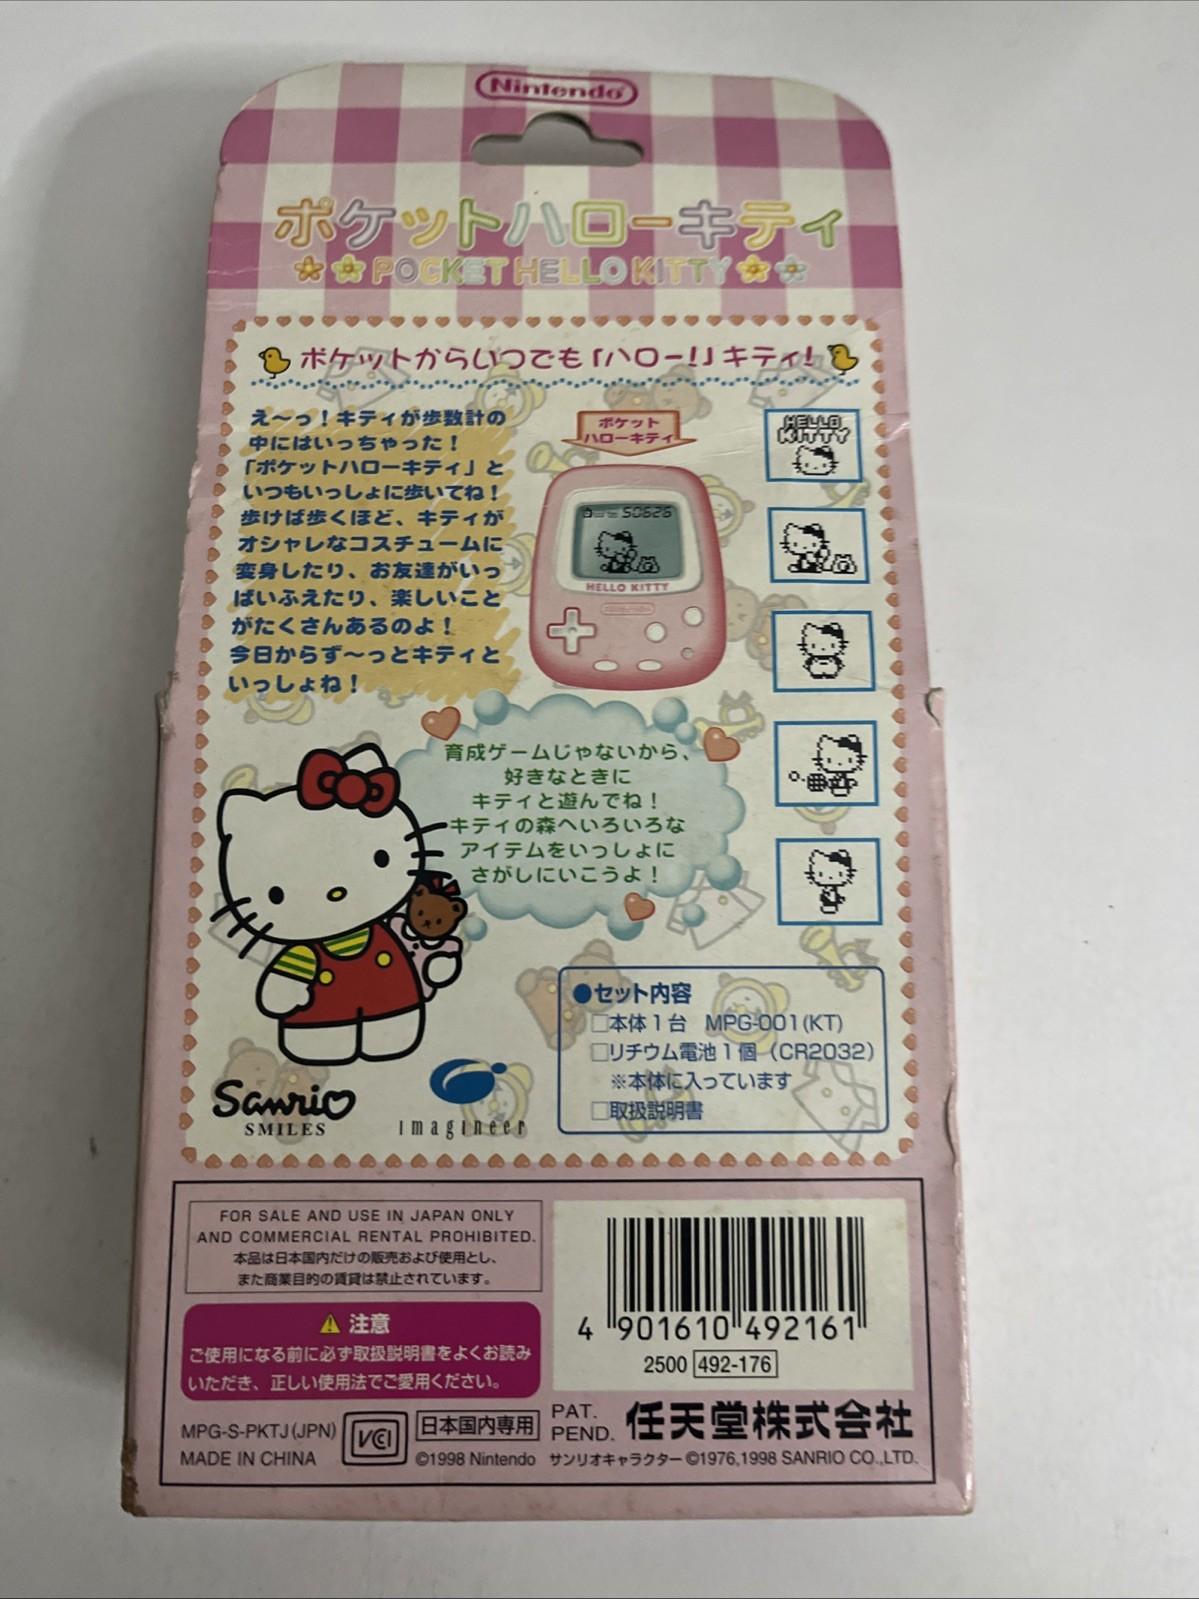 Nintendo
ポケットハローキティ
POCKET HELLO KITTY
ポケットからいつでも「ハロー!」キティ!
え〜っ！キティが歩数計の
中にはいっちゃった！
「ポケットハローキティ」と
いつもいっしょに歩いてね！
歩けば歩くほど、キティが
オシャレなコスチュームに
変身したり、お友達がいっ
ぱいふえたり、楽しいこと
がたくさんあるのよ！
今日からず〜っとキティと
いっしょね！
ポケット
ハローキティ
50626
HELLO KITTY
Nintendo
HELLO
KITTY
育成ゲームじゃないから、
好きなときに
キティと遊んでね！
キティの森へいろいろな
アイテムをいっしょに
さがしにいこうよ！
●セット内容
□本体1台 MPG-001(KT)
□リチウム電池1個（CR2032）
※本体に入っています
□取扱説明書
Sanrio
SMILES
imagineer
FOR SALE AND USE IN JAPAN ONLY
AND COMMERCIAL RENTAL PROHIBITED.
本品は日本国内だけの販売および使用とし、
また商業目的の賃貸は禁止されています。
⚠ 注意
ご使用になる前に必ず取扱説明書をよくお読み
いただき、正しい使用法でご愛用ください。
4 901610 492161
2500 492-176
MPG-S-PKTJ(JPN)
MADE IN CHINA
VCI
日本国内専用
©1998 Nintendo
PAT.
PEND.
任天堂株式会社
サンリオキャラクター ©1976,1998 SANRIO CO.,LTD.